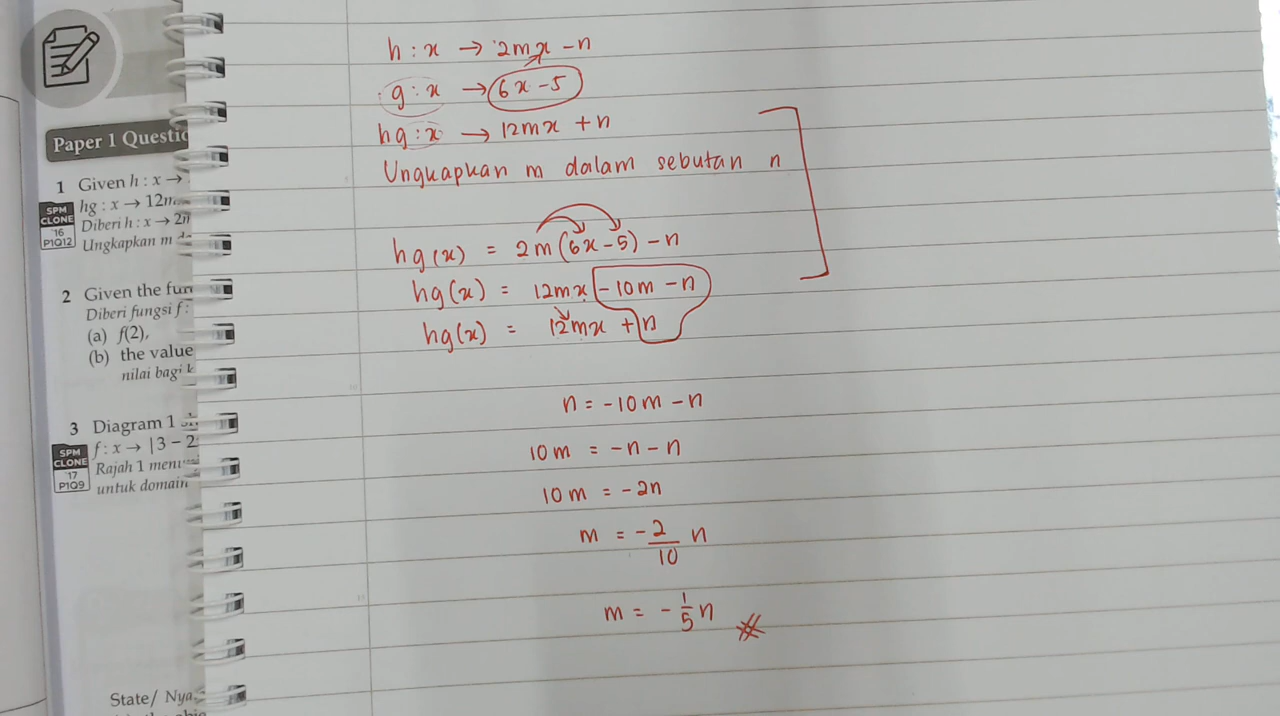 Paper 1 Questio
1 Given h : x →
SPM CLONE '16 P1Q12
hg : x → 12m
Diberi h : x → 2m
Ungkapkan m da
2 Given the fun
Diberi fungsi f :
(a) f(2),
(b) the value
nilai bagi k
3 Diagram 1
SPM CLONE '17 P1Q9
f : x → |3 − 2
Rajah 1 menu
untuk domain
State/ Nya
h : x → 2mx − n
g : x → 6x − 5
hg : x → 12mx + n
Ungkapkan m dalam sebutan n
hg(x) = 2m(6x − 5) − n
hg(x) = 12mx − 10m − n
hg(x) = 12mx + n
n = −10m − n
10m = −n − n
10m = −2n
m = −2/10 n
m = −1/5 n